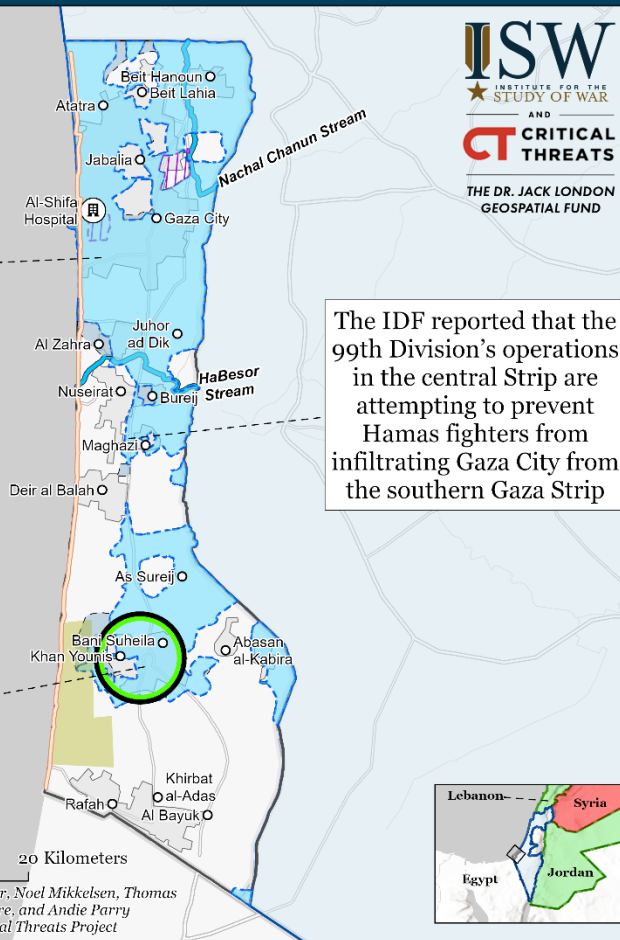 ISW
INSTITUTE FOR THE
STUDY OF WAR
AND
CT CRITICAL
THREATS
THE DR. JACK LONDON
GEOSPATIAL FUND
Beit Hanoun
Beit Lahia
Atatra
Nachal Chanun Stream
Jabalia
Al-Shifa
Hospital
Gaza City
Juhor
ad Dik
Al Zahra
HaBesor
Stream
Nuseirat
Bureij
Maghazi
Deir al Balah
The IDF reported that the
99th Division's operations
in the central Strip are
attempting to prevent
Hamas fighters from
infiltrating Gaza City from
the southern Gaza Strip
As Sureij
Bani Suheila
Khan Younis
Abasan
al-Kabira
Khirbat
al-Adas
Rafah
Al Bayuk
20 Kilometers
Noel Mikkelsen, Thomas
and Andie Parry
Threats Project
Lebanon
Syria
Egypt
Jordan